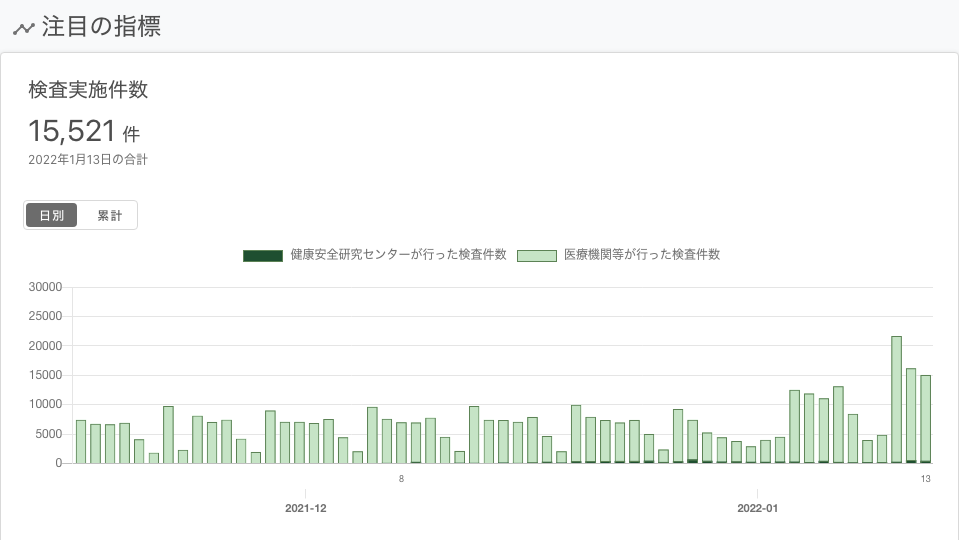 注目の指標
検査実施件数
15,521 件
2022年1月13日の合計
日別 累計
健康安全研究センターが行った検査件数 医療機関等が行った検査件数
30000
25000
20000
15000
10000
5000
0
8 13
2021-12 2022-01